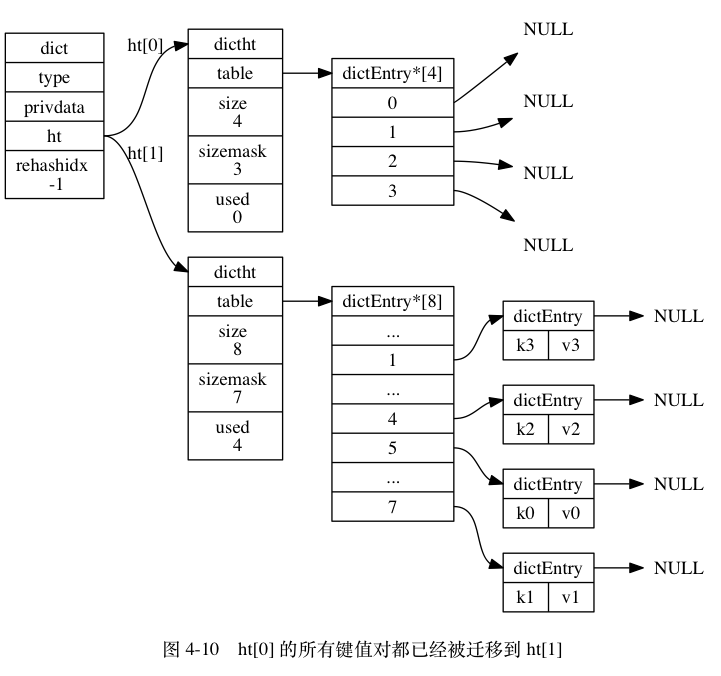 dict
type
privdata
ht
rehashidx
-1
ht[0]
ht[1]
dictht
table
size
4
sizemask
3
used
0
dictEntry*[4]
0
1
2
3
NULL
NULL
NULL
NULL
dictht
table
size
8
sizemask
7
used
4
dictEntry*[8]
...
1
...
4
5
...
7
dictEntry
k3 v3
NULL
dictEntry
k2 v2
NULL
dictEntry
k0 v0
NULL
dictEntry
k1 v1
NULL
图 4-10 ht[0] 的所有键值对都已经被迁移到 ht[1]